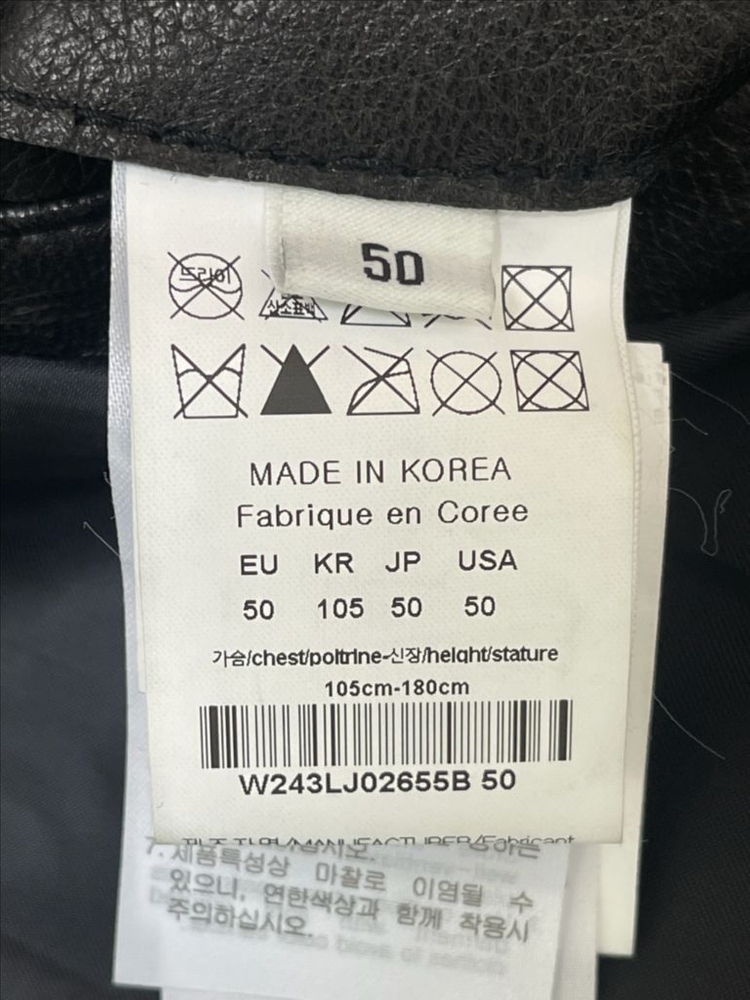 50
드라이
산소표백
MADE IN KOREA
Fabrique en Coree
EU KR JP USA
50 105 50 50
가슴/chest/poltrine-신장/height/stature
105cm-180cm
W243LJ02655B 50
/MANUFACTURER/Fabricant
7. 제품특성상 마찰로 이염될 수
있으니, 연한색상과 함께 착용시
주의하십시오.